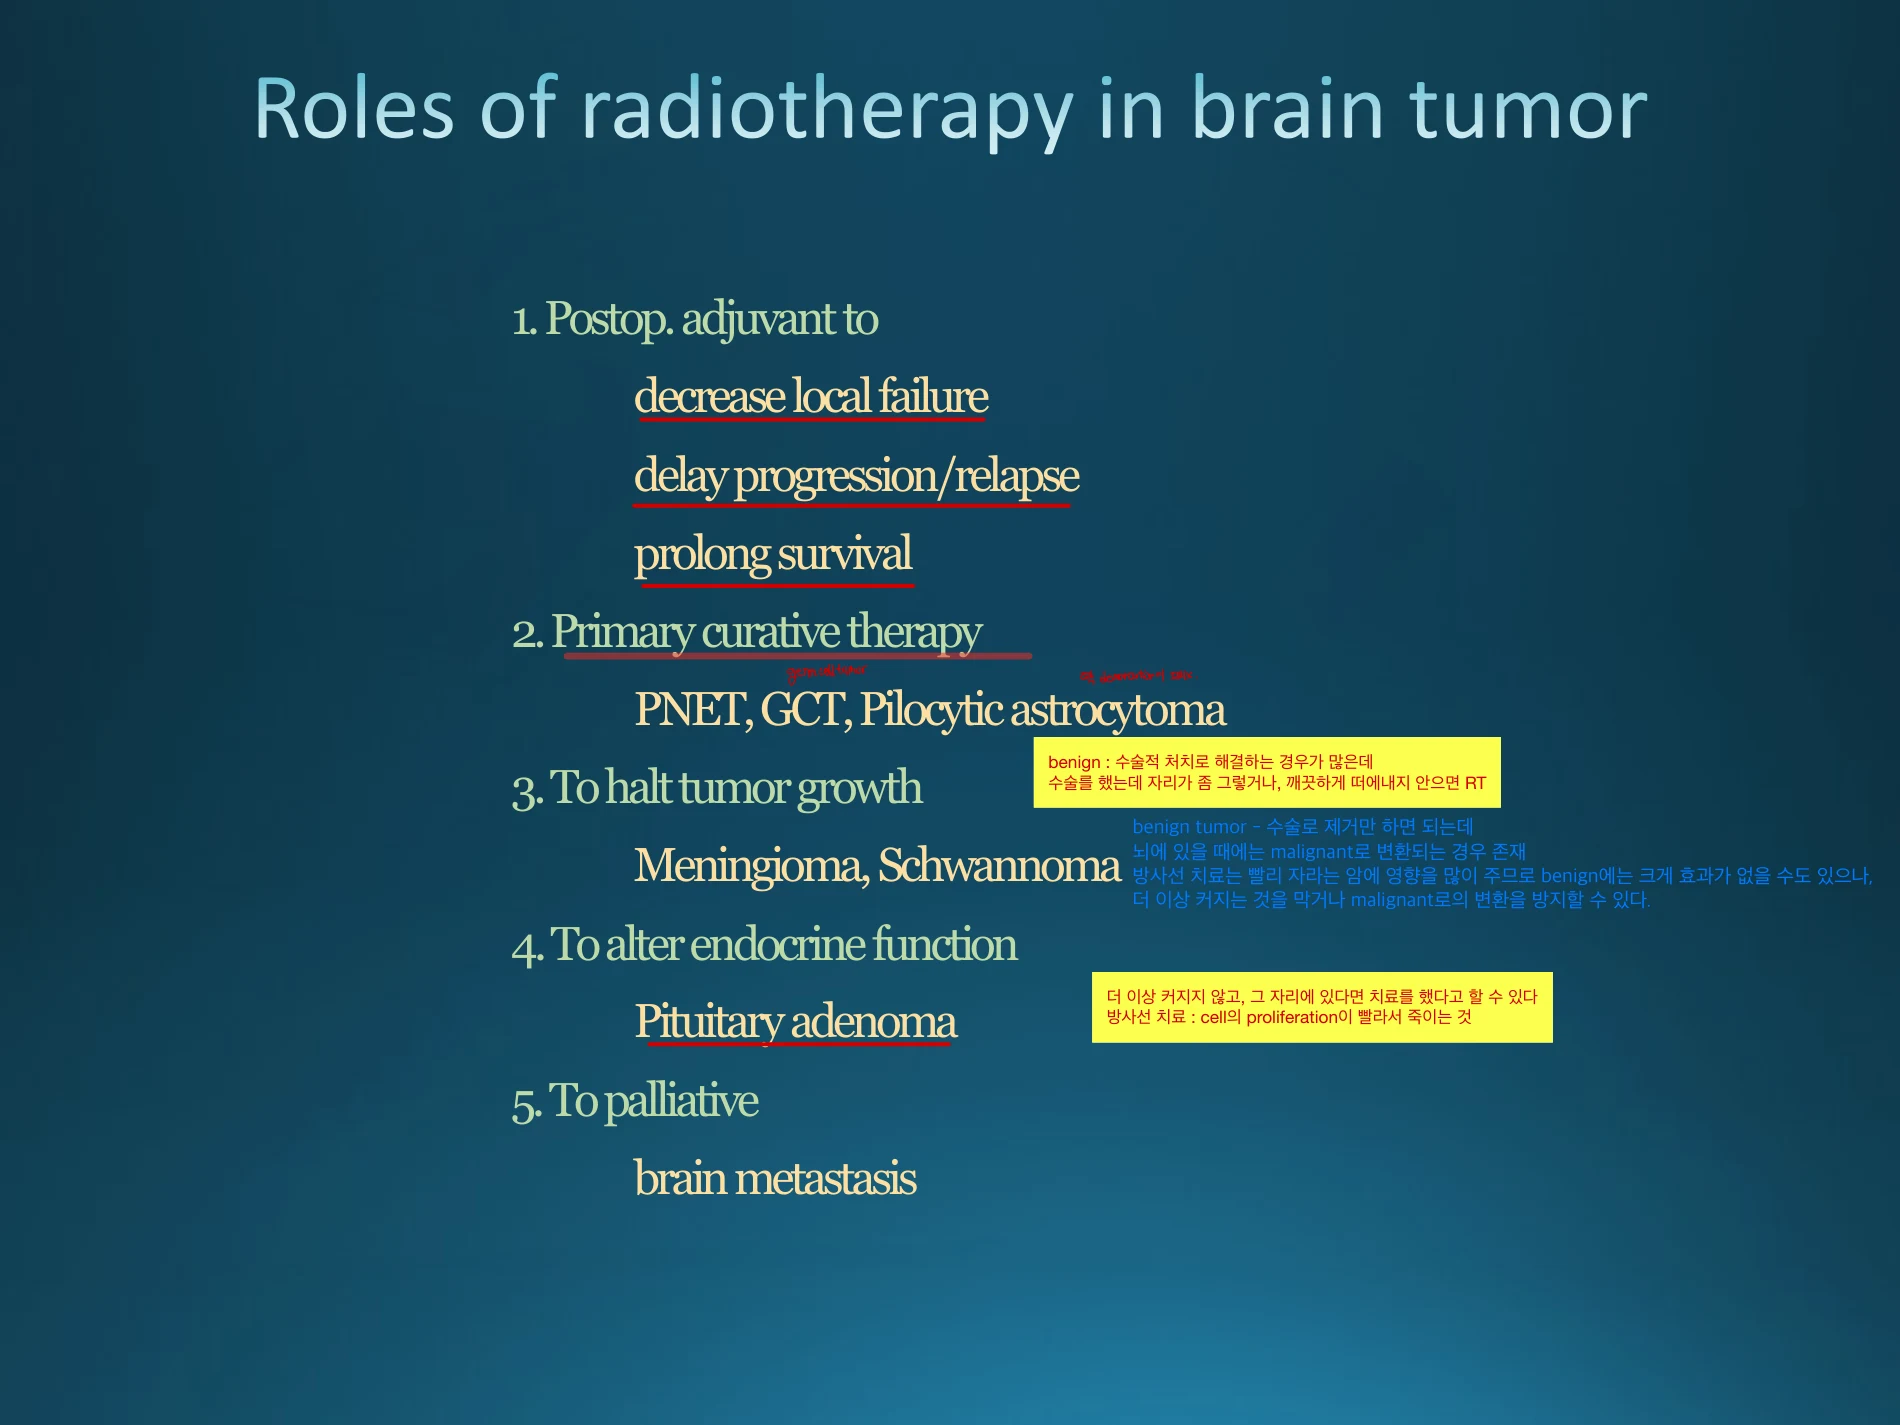 Roles of radiotherapy in brain tumor
1. Postop. adjuvant to
decrease local failure
delay progression/relapse
prolong survival
2. Primary curative therapy
germ cell tumor
PNET, GCT, Pilocytic astrocytoma
benign : 수술적 처치로 해결하는 경우가 많은데
수술를 했는데 자리가 좀 그렇거나, 깨끗하게 떠에내지 안으면 RT
3. To halt tumor growth
Meningioma, Schwannoma
benign tumor - 수술로 제거만 하면 되는데
뇌에 있을 때에는 malignant로 변환되는 경우 존재
방사선 치료는 빨리 자라는 암에 영향을 많이 주므로 benign에는 크게 효과가 없을 수도 있으나,
더 이상 커지는 것을 막거나 malignant로의 변환을 방지할 수 있다.
4. To alter endocrine function
Pituitary adenoma
더 이상 커지지 않고, 그 자리에 있다면 치료를 했다고 할 수 있다
방사선 치료 : cell의 proliferation이 빨라서 죽이는 것
5. To palliative
brain metastasis